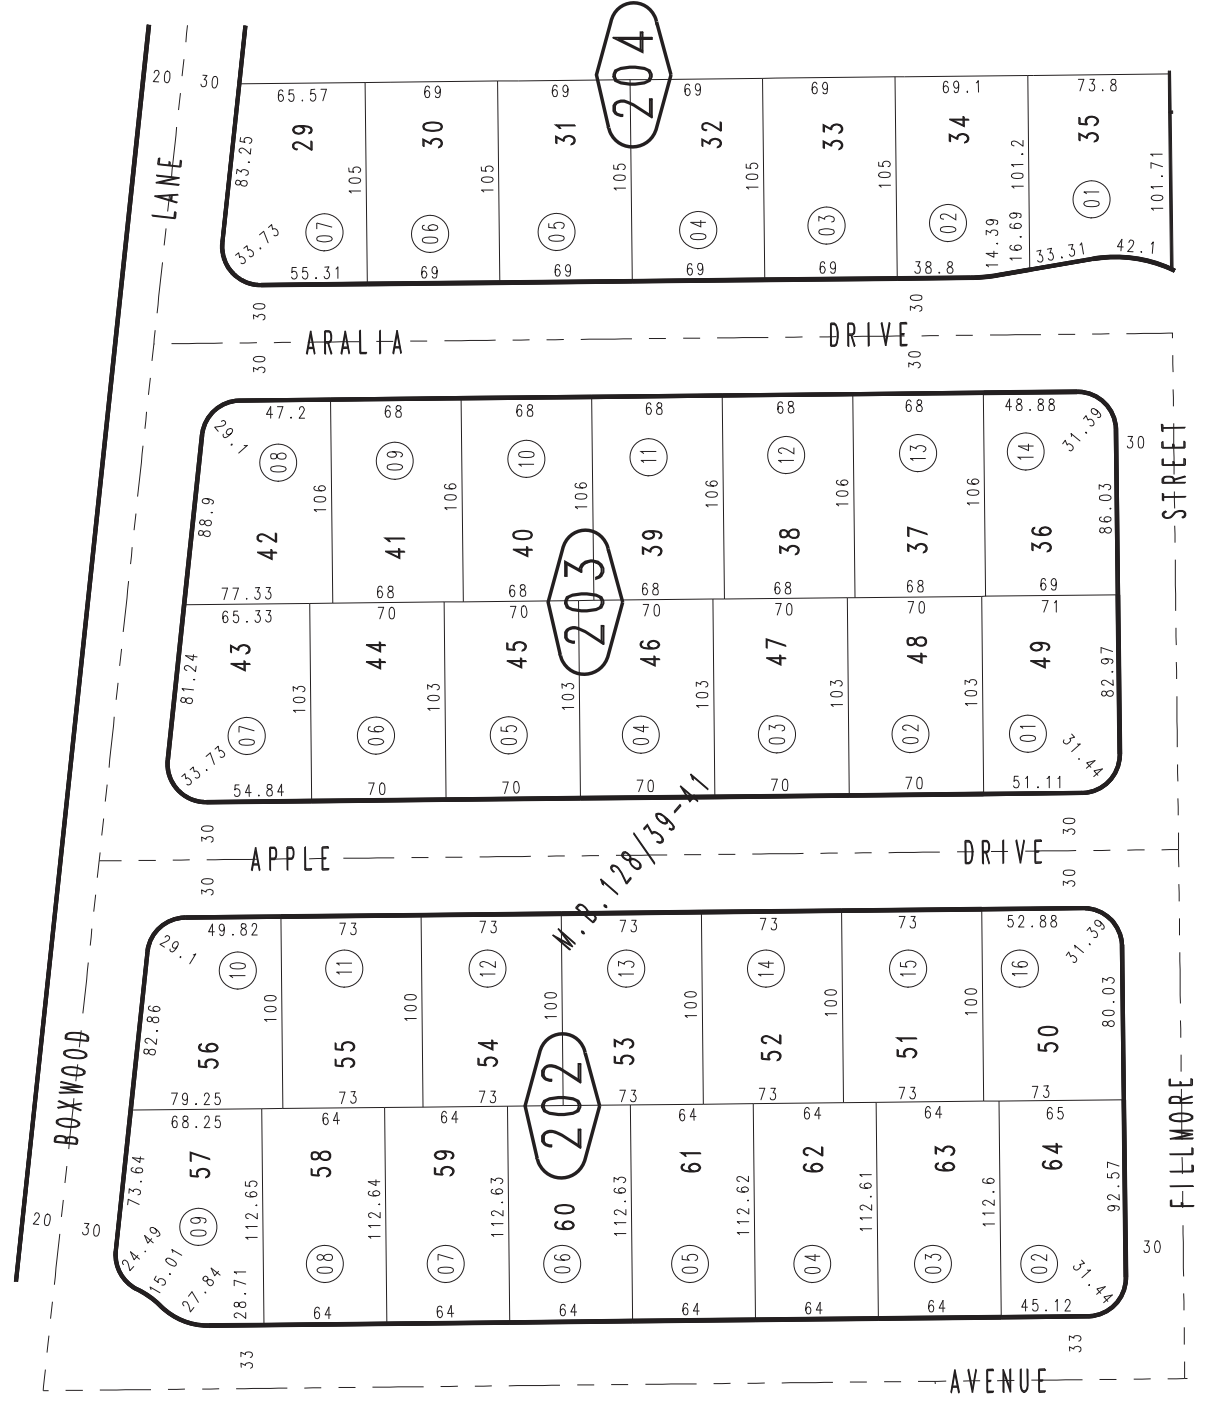 204
20 30
65.57 69 69 69 69 69.1 73.8
29 30 31 32 33 34 35
83.25 105 105 105 105 105 101.2 101.71
LANE
07 06 05 04 03 02 01
33.73 14.39 16.69 33.31 42.1
55.31 69 69 69 69 38.8
30 30
ARALIA DRIVE
30 30
47.2 68 68 68 68 68 48.88
29.1 31.39 30
08 09 10 11 12 13 14
STREET
88.9 106 106 106 106 106 106 86.03
42 41 40 39 38 37 36
77.33 68 68 68 68 68 69
203
65.33 70 70 70 70 70 71
43 44 45 46 47 48 49
81.24 103 103 103 103 103 103 82.97
07 06 05 04 03 02 01
33.73 31.44
54.84 70 70 70 70 70 51.11
M.B. 128/39-41
30 30
APPLE DRIVE
30 30
49.82 73 73 73 73 73 52.88
29.1 31.39
10 11 12 13 14 15 16
82.86 100 100 100 100 100 100 80.03
56 55 54 53 52 51 50
BOXWOOD
79.25 73 73 73 73 73 73
202
68.25 64 64 64 64 64 65
57 58 59 60 61 62 63 64
FILLMORE
73.64 112.65 112.64 112.63 112.63 112.62 112.61 112.6 92.57
20 30 30
09 08 07 06 05 04 03 02
24.49 15.01 27.84 28.71 31.44
64 64 64 64 64 64 45.12
33 33
AVENUE